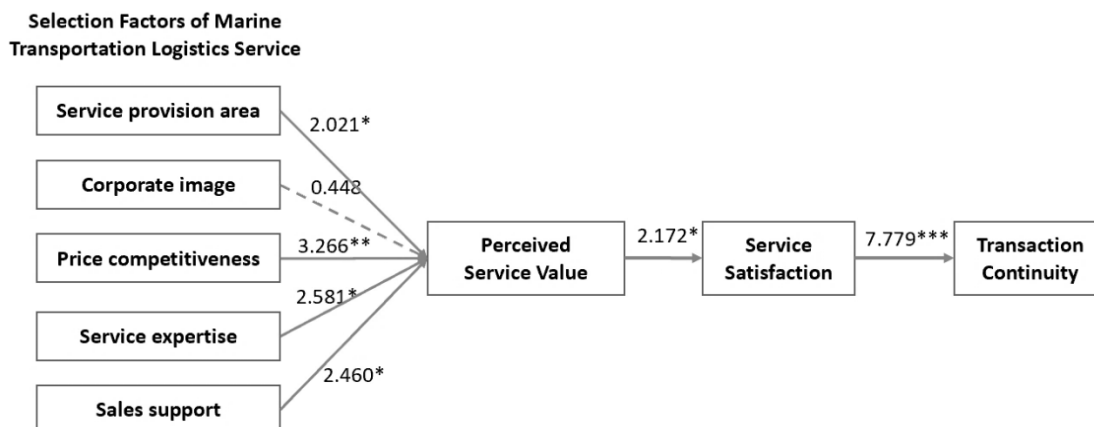 Selection Factors of Marine
Transportation Logistics Service
Service provision area
2.021*
Corporate image
0.448
Price competitiveness
3.266**
Service expertise
2.581*
Sales support
2.460*
Perceived
Service Value
2.172*
Service
Satisfaction
7.779***
Transaction
Continuity